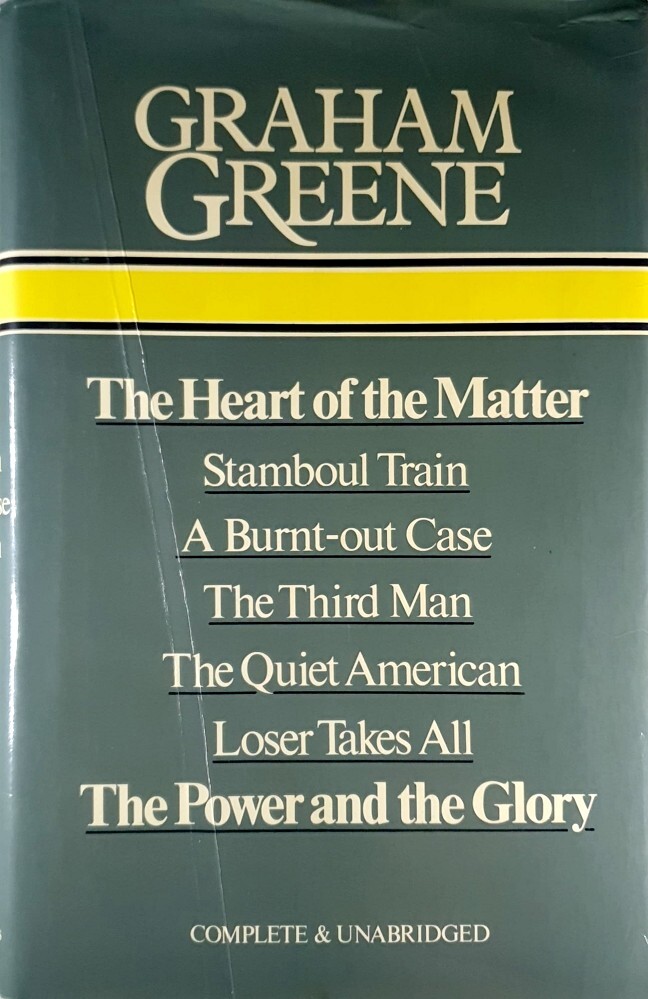 GRAHAM
GREENE
The Heart of the Matter
Stamboul Train
A Burnt-out Case
The Third Man
The Quiet American
Loser Takes All
The Power and the Glory
COMPLETE & UNABRIDGED